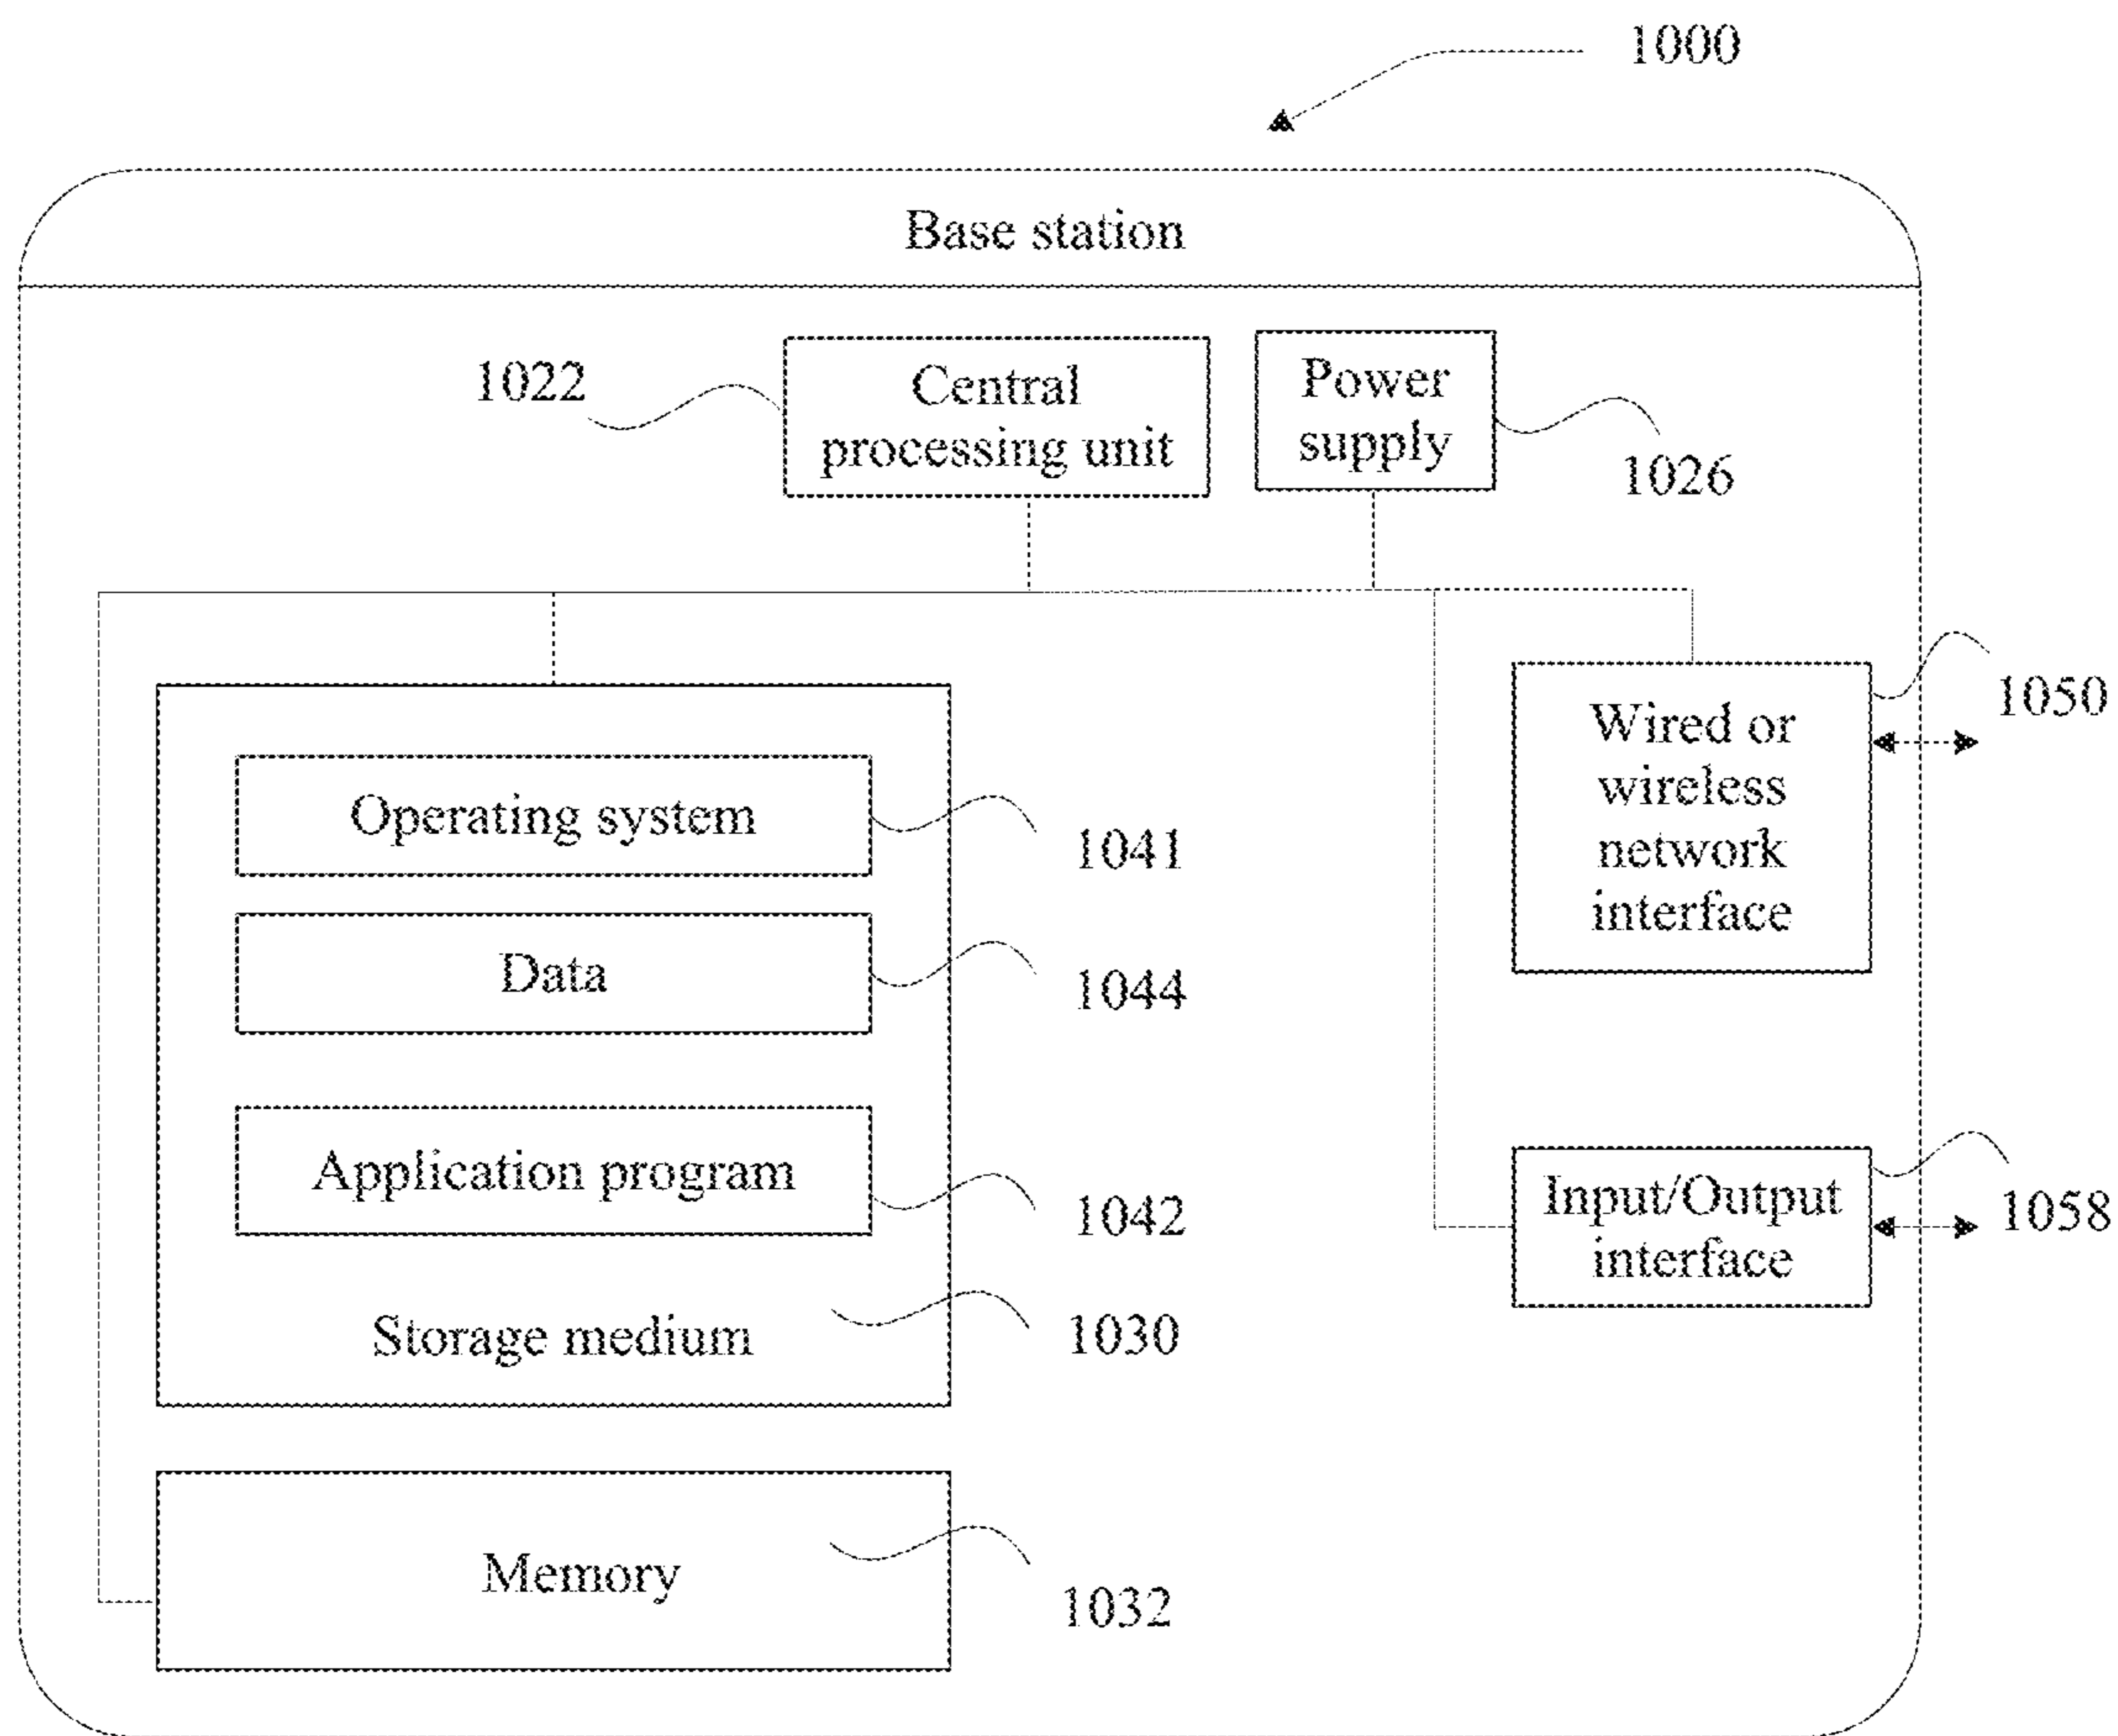 1000
Base station
1022
Central
processing unit
Power
supply
1026
Operating system
1041
Data
1044
Application program
1042
Storage medium
1030
Memory
1032
Wired or
wireless
network
interface
1050
Input/Output
interface
1058